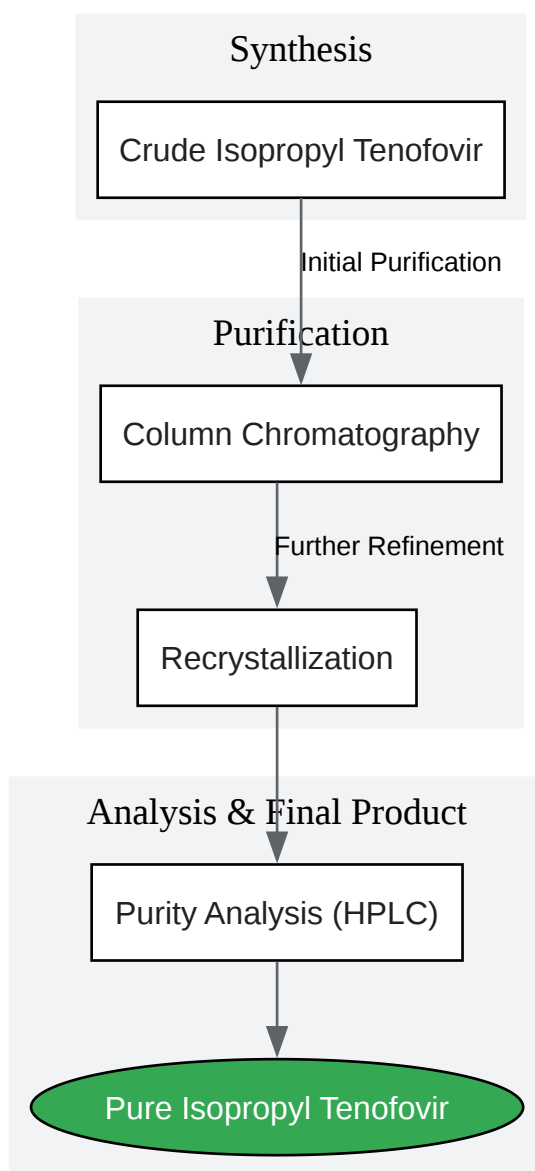 Synthesis
Crude Isopropyl Tenofovir
Initial Purification
Purification
Column Chromatography
Further Refinement
Recrystallization
Analysis & Final Product
Purity Analysis (HPLC)
Pure Isopropyl Tenofovir